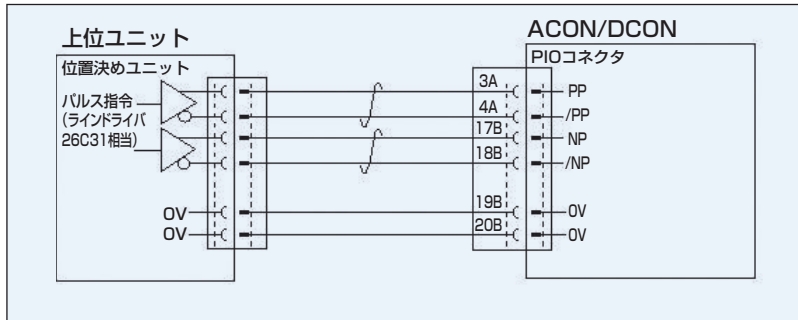 上位ユニット
位置決めユニット
パルス指令
(ラインドライバ
26C31相当)
0V
0V
ACON/DCON
PIOコネクタ
3A
PP
4A
/PP
17B
NP
18B
/NP
19B
0V
20B
0V